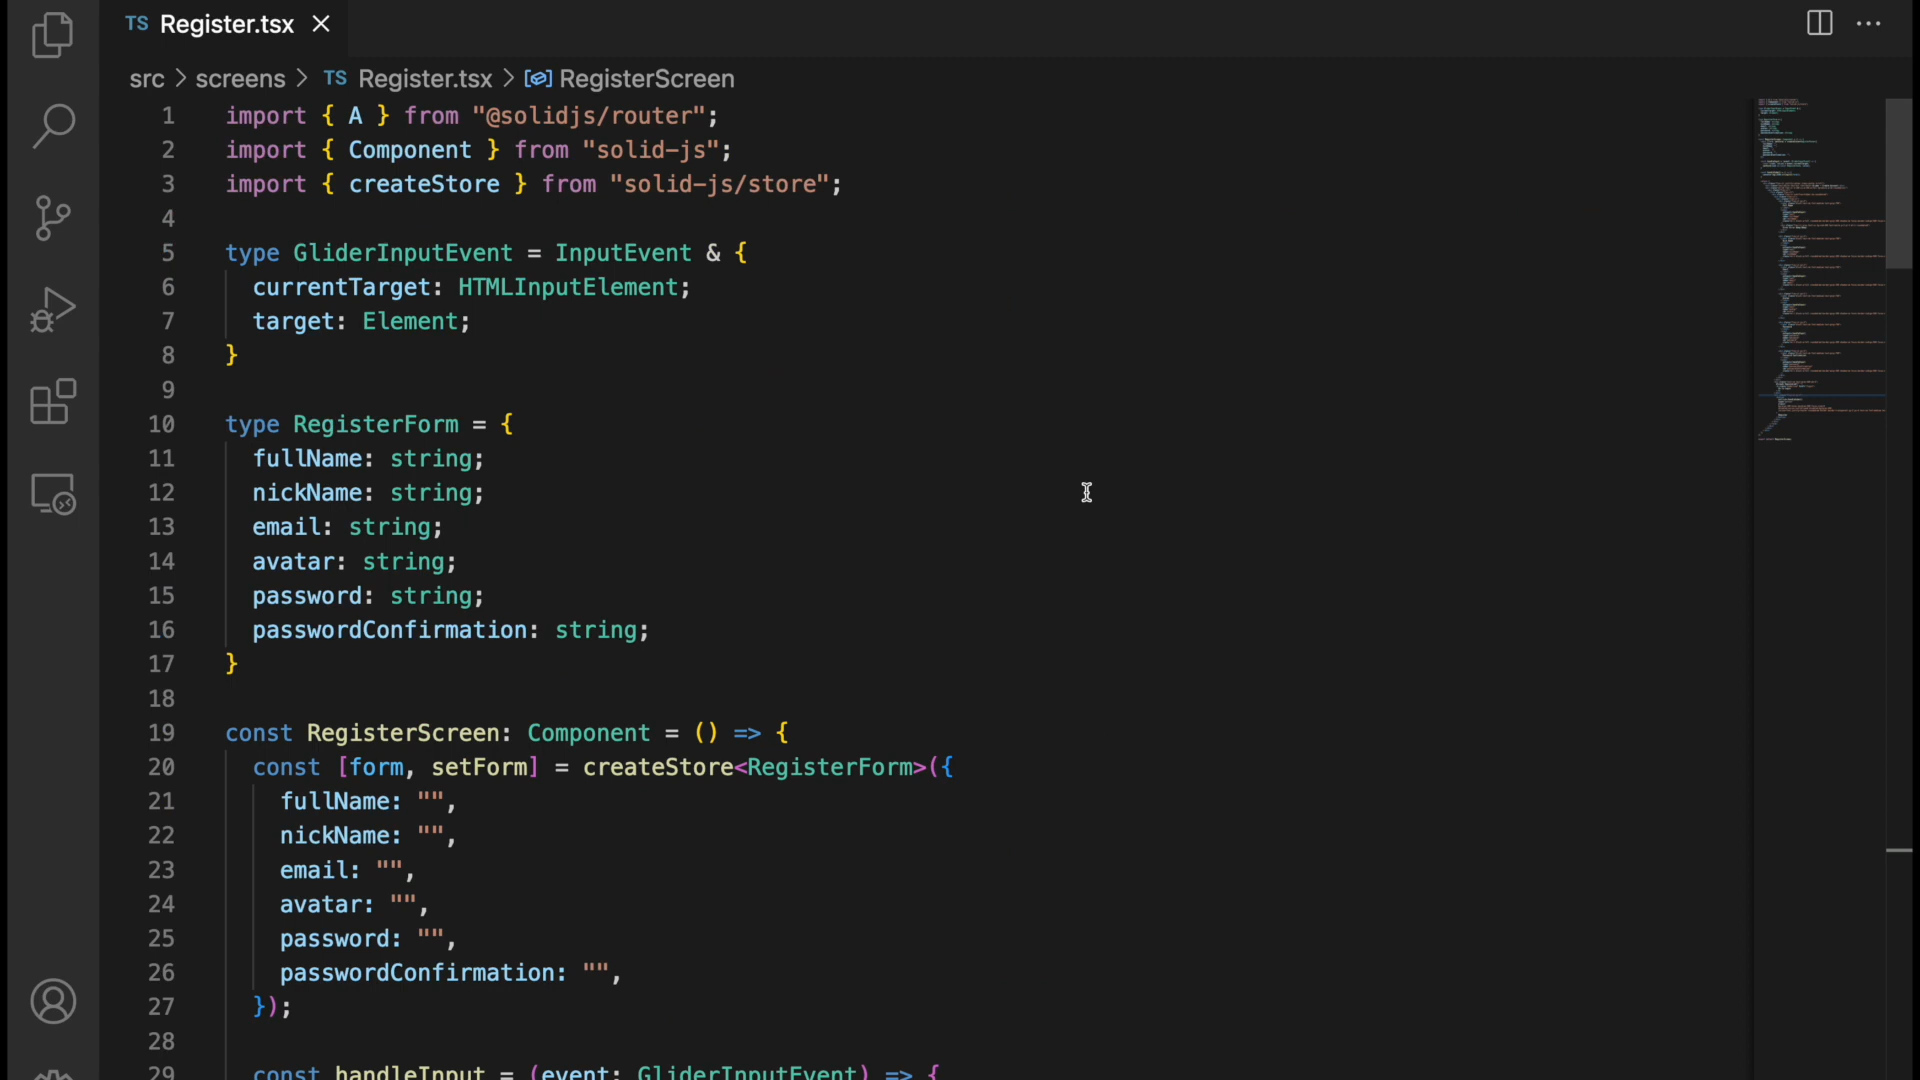 TS Register.tsx
src > screens > TS Register.tsx > RegisterScreen
1 import { A } from "@solidjs/router";
2 import { Component } from "solid-js";
3 import { createStore } from "solid-js/store";
4
5 type GliderInputEvent = InputEvent & {
6   currentTarget: HTMLInputElement;
7   target: Element;
8 }
9
10 type RegisterForm = {
11   fullName: string;
12   nickName: string;
13   email: string;
14   avatar: string;
15   password: string;
16   passwordConfirmation: string;
17 }
18
19 const RegisterScreen: Component = () => {
20   const [form, setForm] = createStore<RegisterForm>({
21     fullName: "",
22     nickName: "",
23     email: "",
24     avatar: "",
25     password: "",
26     passwordConfirmation: "",
27   });
28
29   const handleInput = (event: GliderInputEvent) => {